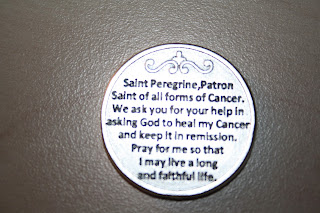 Saint Peregrine,Patron
Saint of all forms of Cancer.
We ask you for your help in
asking God to heal my Cancer
and keep it in remission.
Pray for me so that
I may live a long
and faithful life.